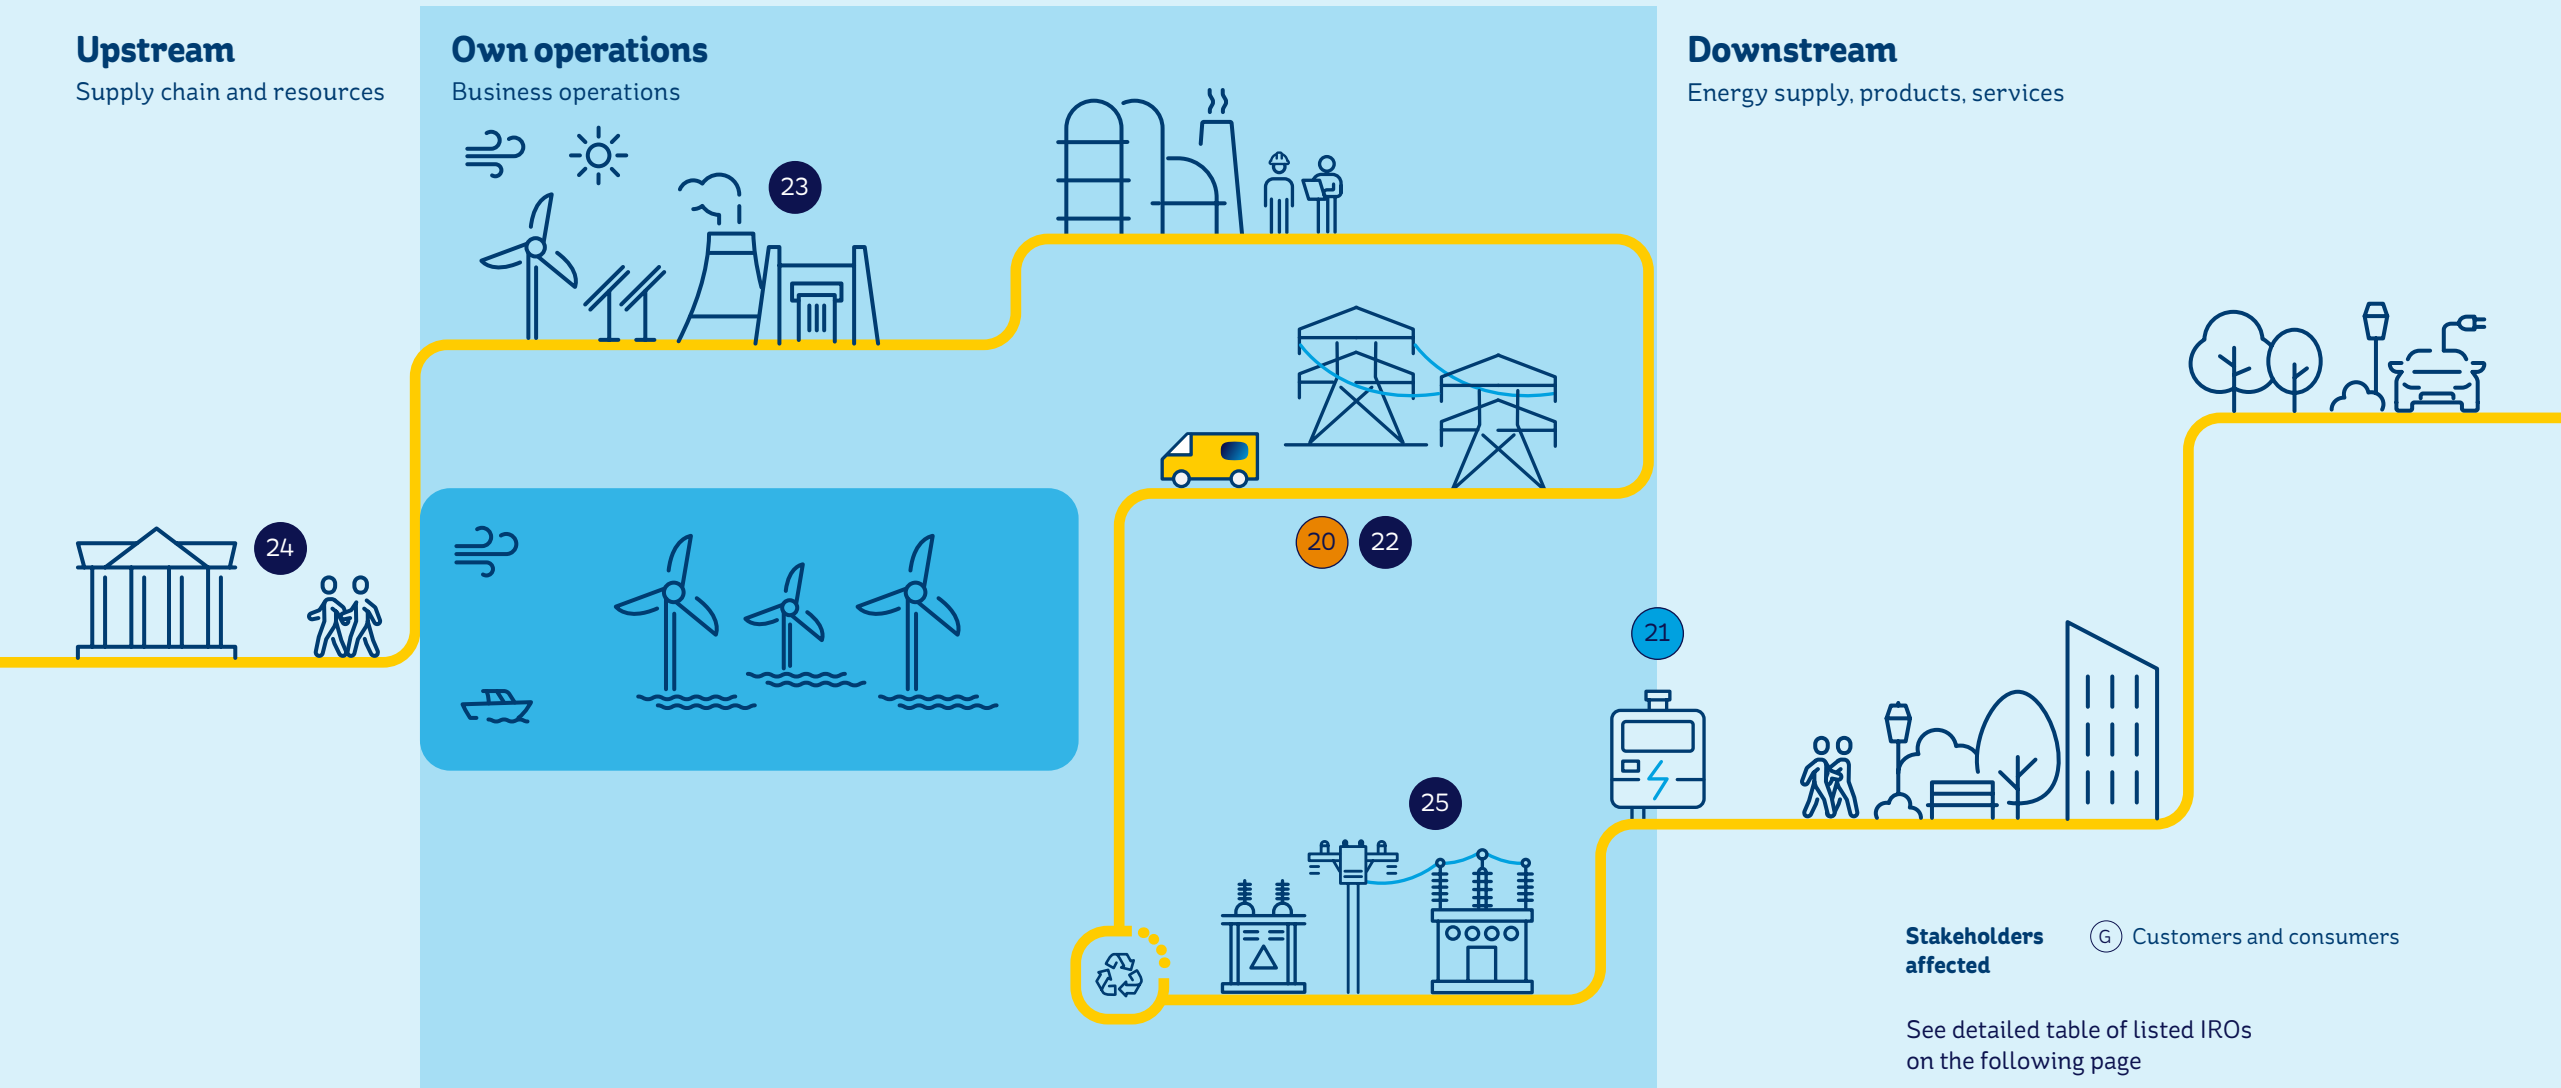 Upstream
Supply chain and resources
Own operations
Business operations
Downstream
Energy supply, products, services
23
24
20
22
21
25
Stakeholders
affected
G Customers and consumers
See detailed table of listed IROs
on the following page